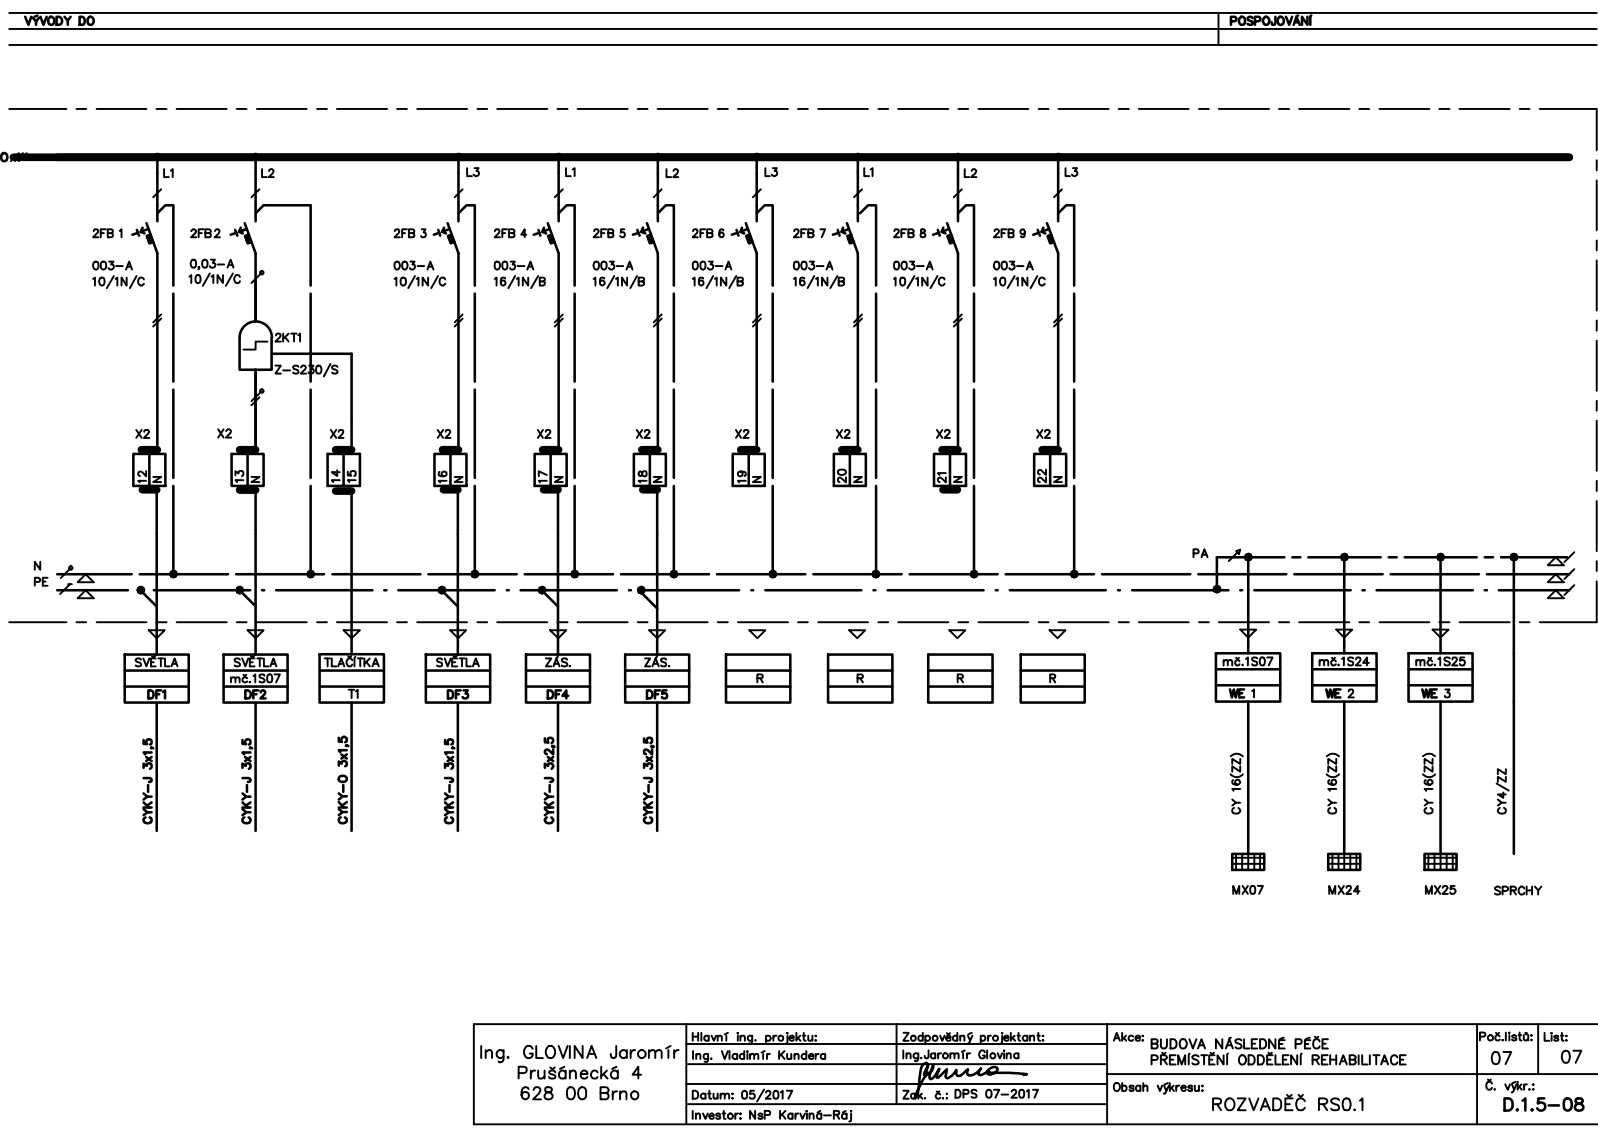 VÝVODY DO
POSPOJOVÁNÍ
L1 L2 L3 L1 L2 L3 L1 L2 L3
2FB 1 2FB2 2FB 3 2FB 4 2FB 5 2FB 6 2FB 7 2FB 8 2FB 9
003-A 0,03-A 003-A 003-A 003-A 003-A 003-A 003-A 003-A
10/1N/C 10/1N/C 10/1N/C 16/1N/B 16/1N/B 16/1N/B 16/1N/B 10/1N/C 10/1N/C
2KT1
Z-S230/S
X2 X2 X2 X2 X2 X2 X2 X2 X2 X2
12 N 13 N 14 15 16 N 17 N 18 N 19 N 20 N 21 N 22 N
PA
N
PE
SVĚTLA SVĚTLA TLAČÍTKA SVĚTLA ZÁS. ZÁS. mč.1S07 mč.1S24 mč.1S25
mč.1S07 R R R R
DF1 DF2 T1 DF3 DF4 DF5 WE 1 WE 2 WE 3
CYKY-J 3x1,5 CYKY-J 3x1,5 CYKY-O 3x1,5 CYKY-J 3x1,5 CYKY-J 3x2,5 CYKY-J 3x2,5 CY 16(ZZ) CY 16(ZZ) CY 16(ZZ) CY4/ZZ
MX07 MX24 MX25 SPRCHY
Ing. GLOVINA Jaromír
Prušánecká 4
628 00 Brno
Hlavní ing. projektu:
Ing. Vladimír Kundera
Datum: 05/2017
Investor: NsP Karviná-Ráj
Zodpovědný projektant:
Ing.Jaromír Glovina
Zak. č.: DPS 07-2017
Akce: BUDOVA NÁSLEDNÉ PÉČE
PŘEMÍSTĚNÍ ODDĚLENÍ REHABILITACE
Obsah výkresu:
ROZVADĚČ RS0.1
Poč.listů: List:
07 07
Č. výkr.:
D.1.5-08